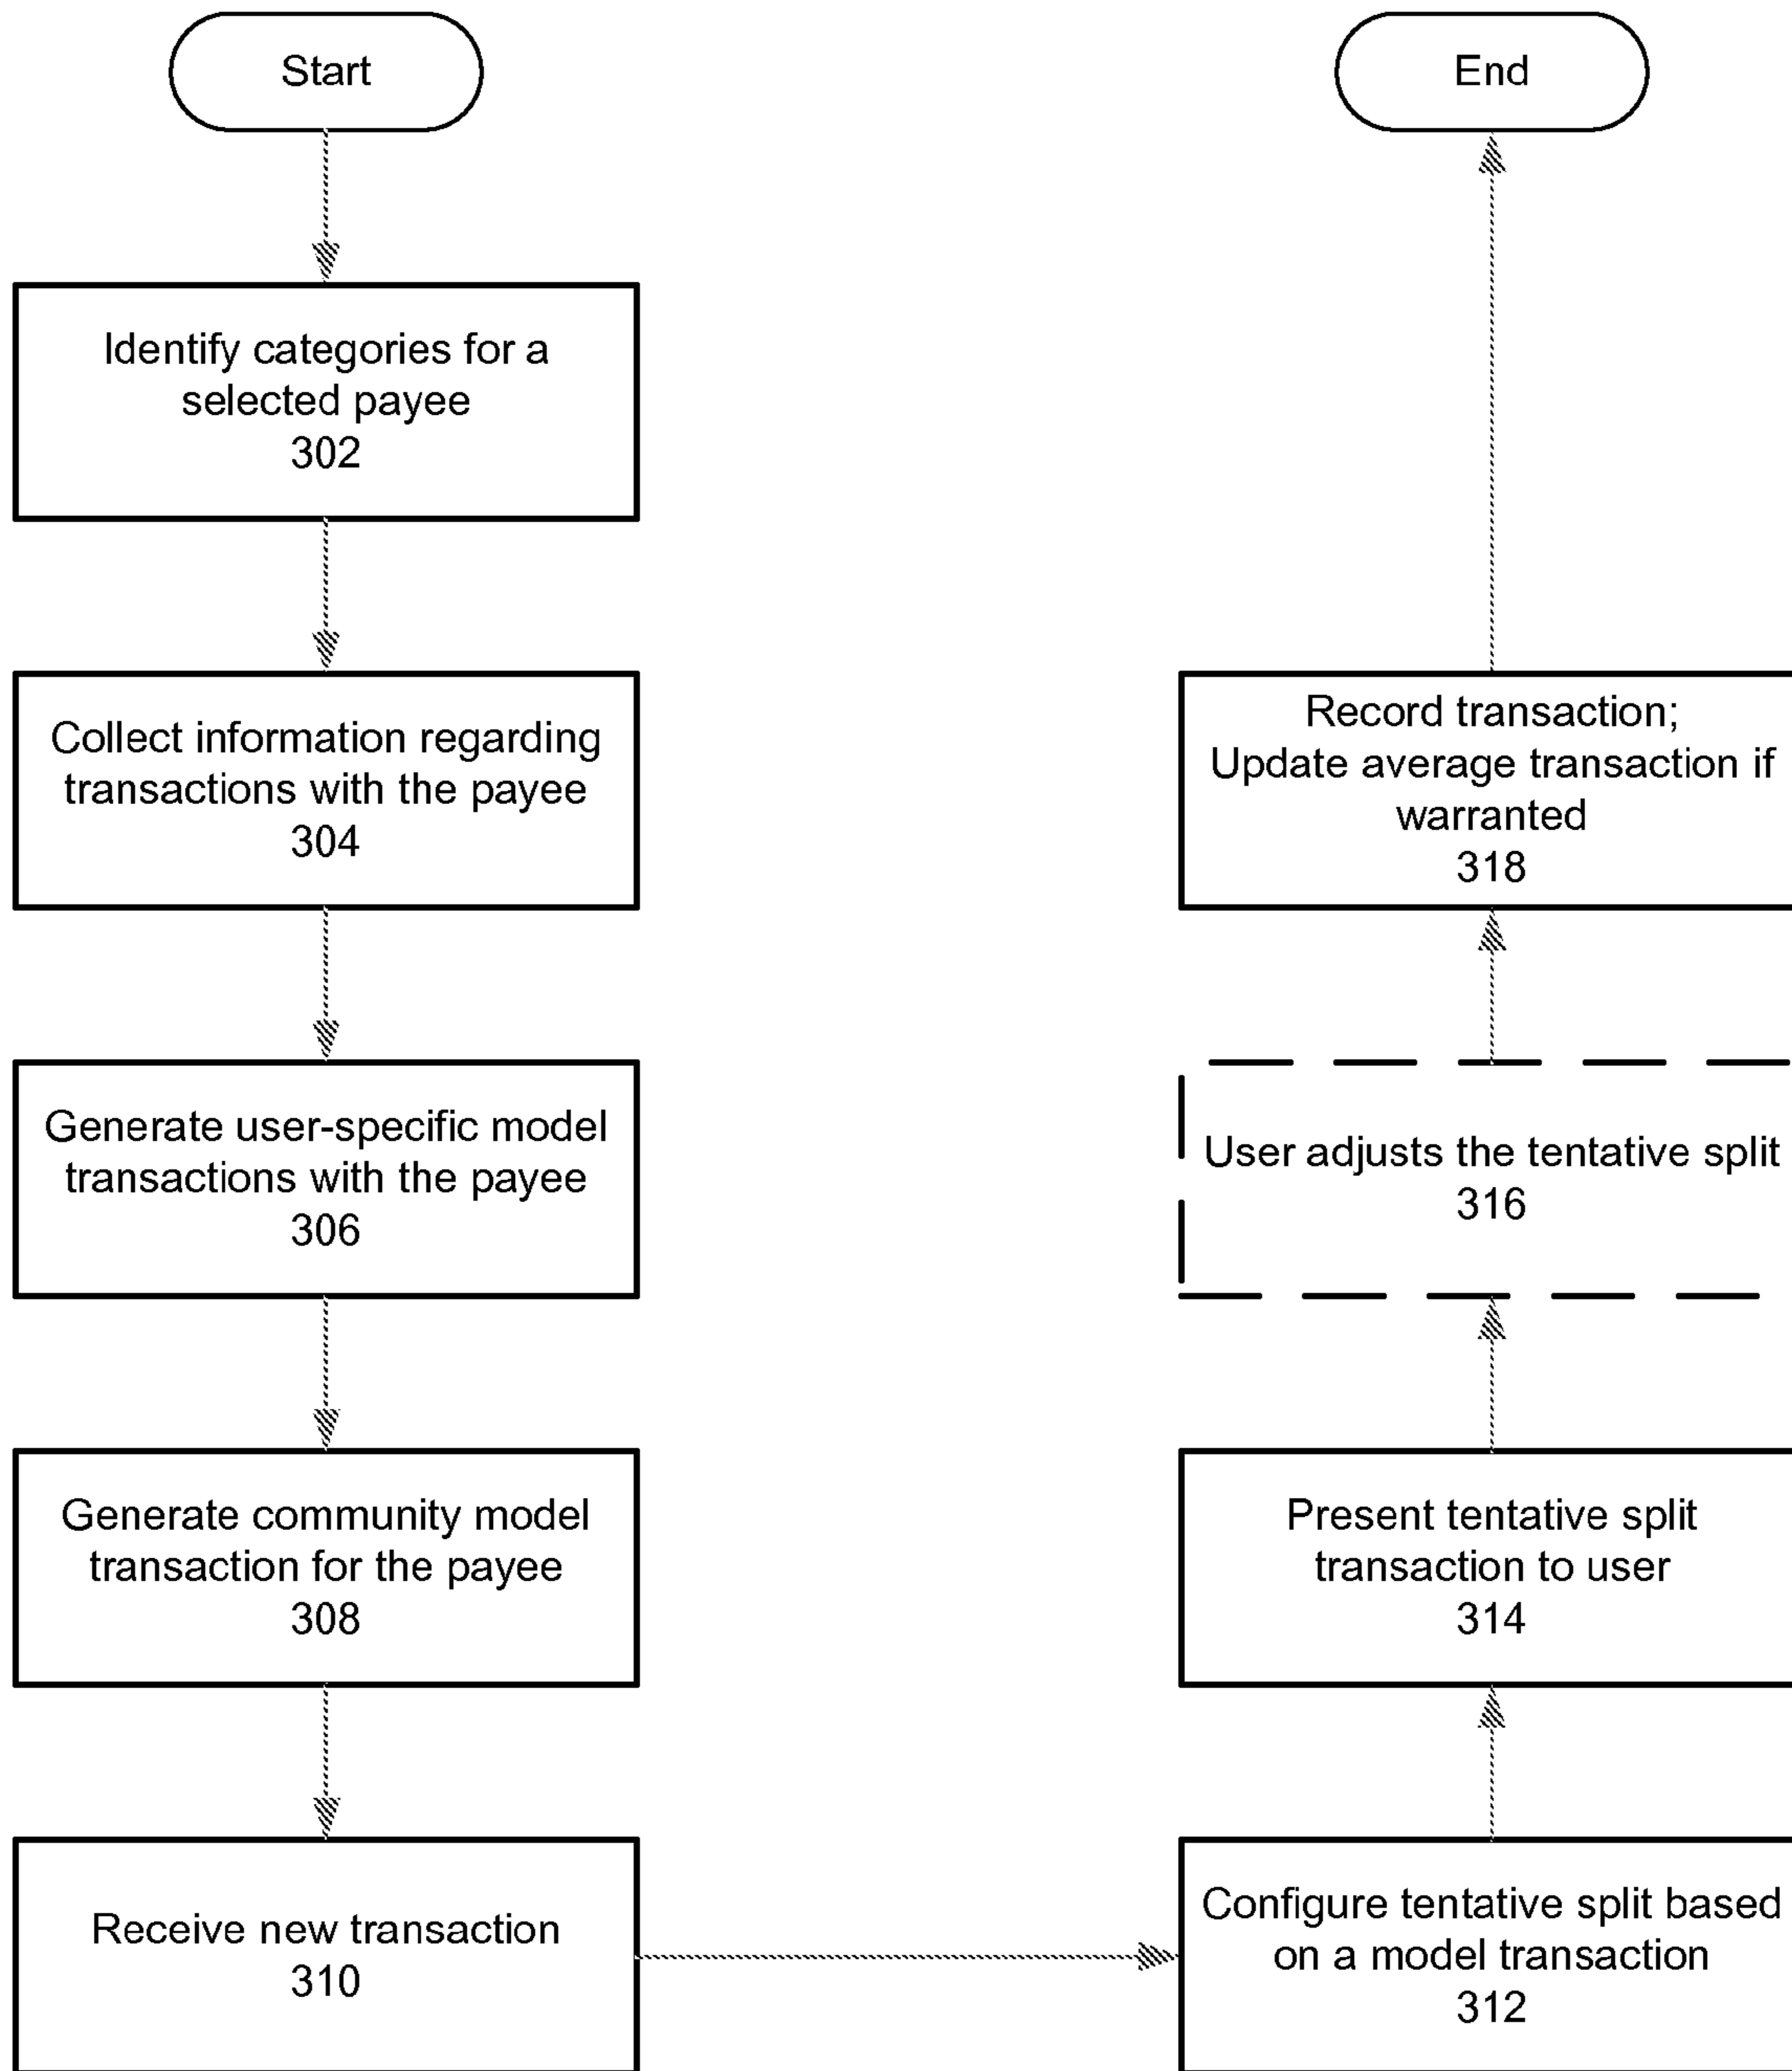 Start
Identify categories for a
selected payee
302
Collect information regarding
transactions with the payee
304
Generate user-specific model
transactions with the payee
306
Generate community model
transaction for the payee
308
Receive new transaction
310
Configure tentative split based
on a model transaction
312
Present tentative split
transaction to user
314
User adjusts the tentative split
316
Record transaction;
Update average transaction if
warranted
318
End